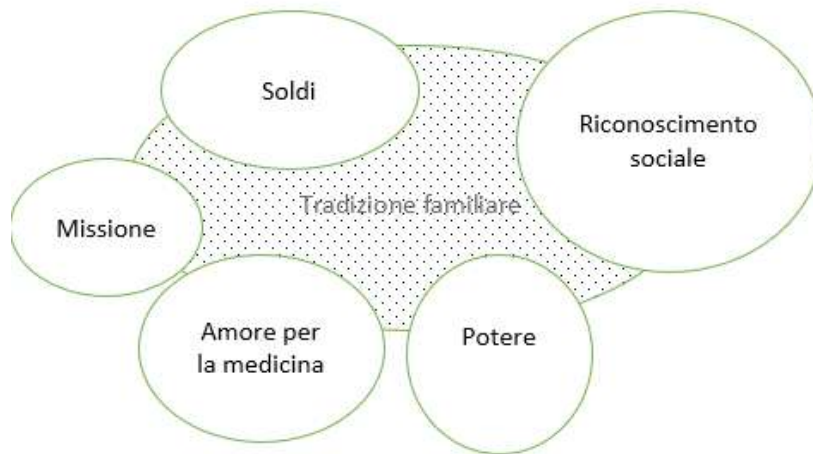 Soldi
Riconoscimento
sociale
Tradizione familiare
Missione
Amore per
la medicina
Potere